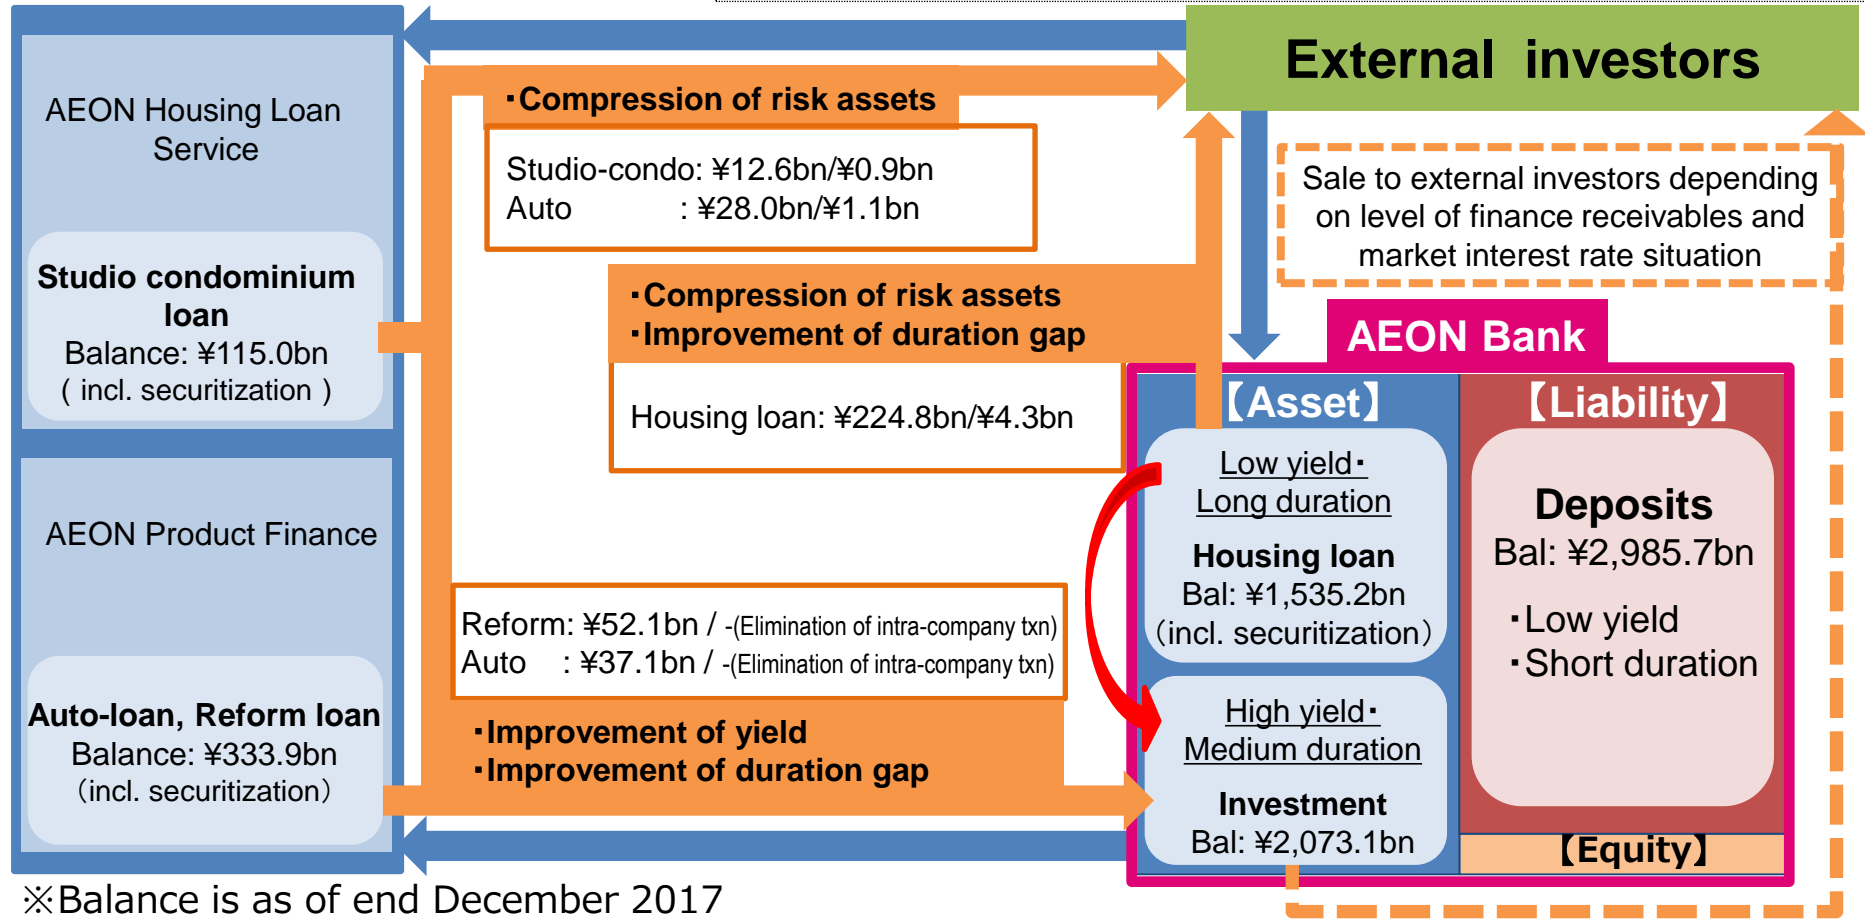 External investors
AEON Housing Loan
Service
・Compression of risk assets
Studio-condo: ¥12.6bn/¥0.9bn
Auto : ¥28.0bn/¥1.1bn
Sale to external investors depending
on level of finance receivables and
market interest rate situation
Studio condominium
loan
Balance: ¥115.0bn
( incl. securitization )
・Compression of risk assets
・Improvement of duration gap
Housing loan: ¥224.8bn/¥4.3bn
AEON Bank
【Asset】
【Liability】
Low yield・
Long duration
Housing loan
Bal: ¥1,535.2bn
（incl. securitization）
Deposits
Bal: ¥2,985.7bn
・Low yield
・Short duration
AEON Product Finance
Reform: ¥52.1bn / -(Elimination of intra-company txn)
Auto : ¥37.1bn / -(Elimination of intra-company txn)
Auto-loan, Reform loan
Balance: ¥333.9bn
（incl. securitization）
・Improvement of yield
・Improvement of duration gap
High yield・
Medium duration
Investment
Bal: ¥2,073.1bn
【Equity】
※Balance is as of end December 2017